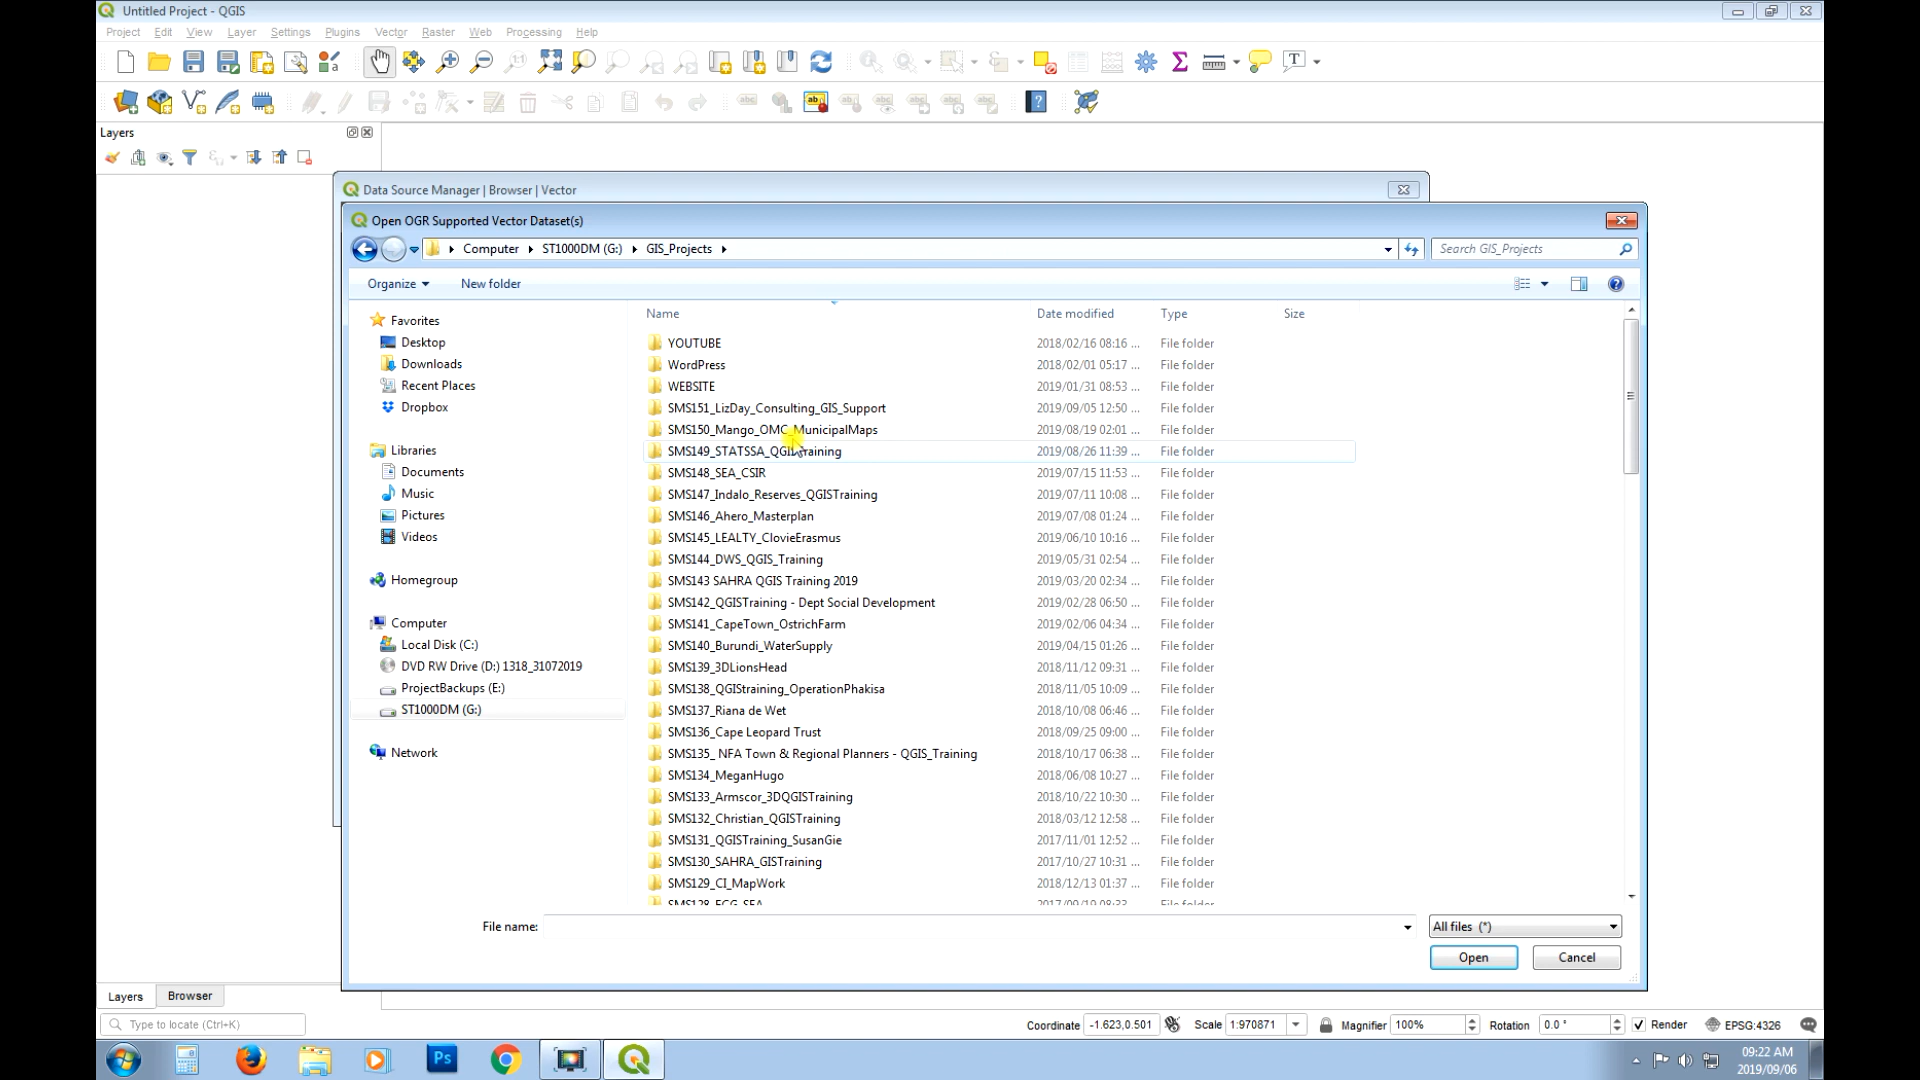 Untitled Project - QGIS
Project Edit View Layer Settings Plugins Vector Raster Web Processing Help
Layers
Data Source Manager | Browser | Vector
Open OGR Supported Vector Dataset(s)
Computer ST1000DM (G:) GIS_Projects
Search GIS_Projects
Organize New folder
Name Date modified Type Size
Favorites
Desktop
Downloads
Recent Places
Dropbox
Libraries
Documents
Music
Pictures
Videos
Homegroup
Computer
Local Disk (C:)
DVD RW Drive (D:) 1318_31072019
ProjectBackups (E:)
ST1000DM (G:)
Network
YOUTUBE 2018/02/16 08:16 ... File folder
WordPress 2018/02/01 05:17 ... File folder
WEBSITE 2019/01/31 08:53 ... File folder
SMS151_LizDay_Consulting_GIS_Support 2019/09/05 12:50 ... File folder
SMS150_Mango_OMC_MunicipalMaps 2019/08/19 02:01 ... File folder
SMS149_STATSSA_QGISTraining 2019/08/26 11:39 ... File folder
SMS148_SEA_CSIR 2019/07/15 11:53 ... File folder
SMS147_Indalo_Reserves_QGISTraining 2019/07/11 10:08 ... File folder
SMS146_Ahero_Masterplan 2019/07/08 01:24 ... File folder
SMS145_LEALTY_ClovieErasmus 2019/06/10 10:16 ... File folder
SMS144_DWS_QGIS_Training 2019/05/31 02:54 ... File folder
SMS143 SAHRA QGIS Training 2019 2019/03/20 02:34 ... File folder
SMS142_QGISTraining - Dept Social Development 2019/02/28 06:50 ... File folder
SMS141_CapeTown_OstrichFarm 2019/02/06 04:34 ... File folder
SMS140_Burundi_WaterSupply 2019/04/15 01:26 ... File folder
SMS139_3DLionsHead 2018/11/12 09:31 ... File folder
SMS138_QGIStraining_OperationPhakisa 2018/11/05 10:09 ... File folder
SMS137_Riana de Wet 2018/10/08 06:46 ... File folder
SMS136_Cape Leopard Trust 2018/09/25 09:00 ... File folder
SMS135_ NFA Town & Regional Planners - QGIS_Training 2018/10/17 06:38 ... File folder
SMS134_MeganHugo 2018/06/08 10:27 ... File folder
SMS133_Armscor_3DQGISTraining 2018/10/22 10:30 ... File folder
SMS132_Christian_QGISTraining 2018/03/12 12:58 ... File folder
SMS131_QGISTraining_SusanGie 2017/11/01 12:52 ... File folder
SMS130_SAHRA_GISTraining 2017/10/27 10:31 ... File folder
SMS129_CI_MapWork 2018/12/13 01:37 ... File folder
SMS128_ECG_SEA 2017/09/19 08:33 ... File folder
File name: All files (*)
Open Cancel
Layers Browser
Type to locate (Ctrl+K) Coordinate -1.623,0.501 Scale 1:970871 Magnifier 100% Rotation 0.0 ° Render EPSG:4326
Ps
09:22 AM
2019/09/06